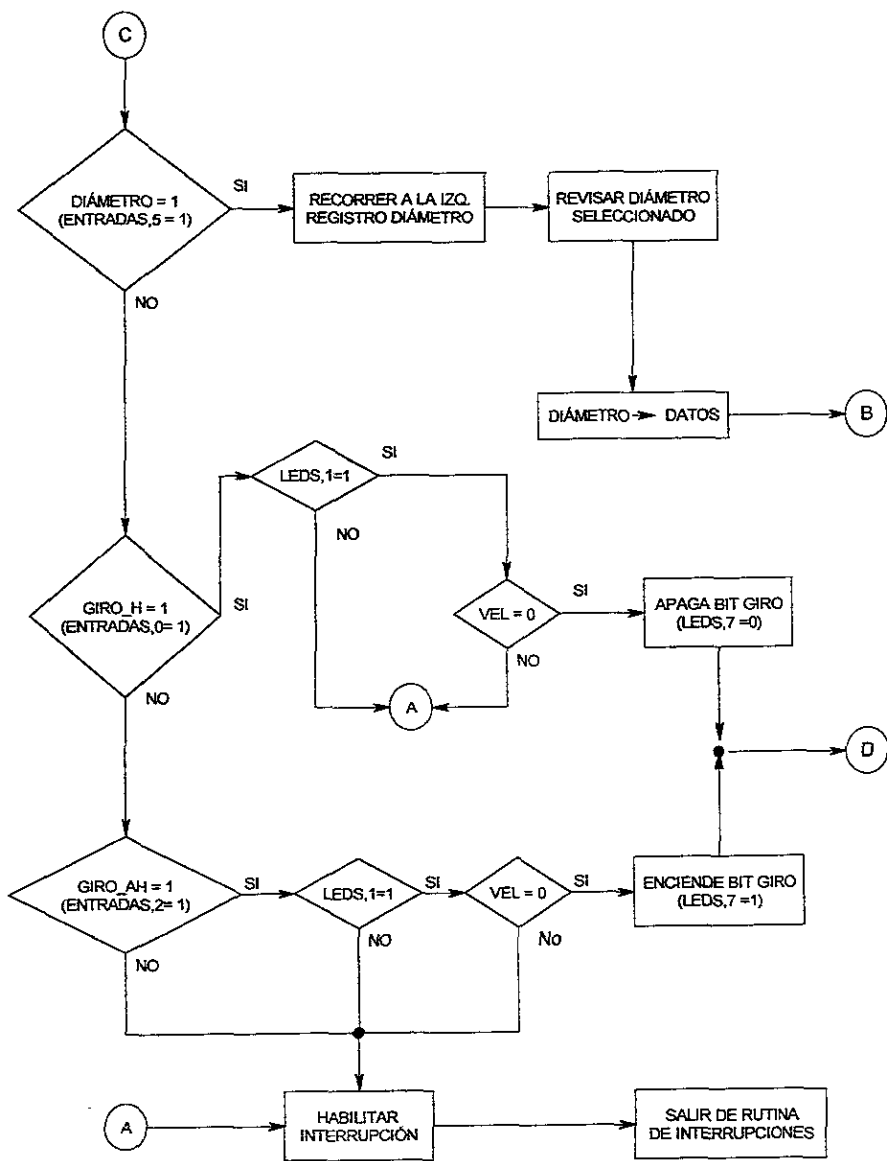 C
DIÁMETRO = 1
(ENTRADAS,5 = 1)
SI
RECORRER A LA IZQ.
REGISTRO DIÁMETRO
REVISAR DIÁMETRO
SELECCIONADO
NO
DIÁMETRO → DATOS
B
LEDS,1=1
SI
NO
GIRO_H = 1
(ENTRADAS,0= 1)
SI
VEL = 0
SI
APAGA BIT GIRO
(LEDS,7 =0)
NO
NO
A
D
GIRO_AH = 1
(ENTRADAS,2= 1)
SI
LEDS,1=1
SI
VEL = 0
SI
ENCIENDE BIT GIRO
(LEDS,7 =1)
NO
NO
No
A
HABILITAR
INTERRUPCIÓN
SALIR DE RUTINA
DE INTERRUPCIONES